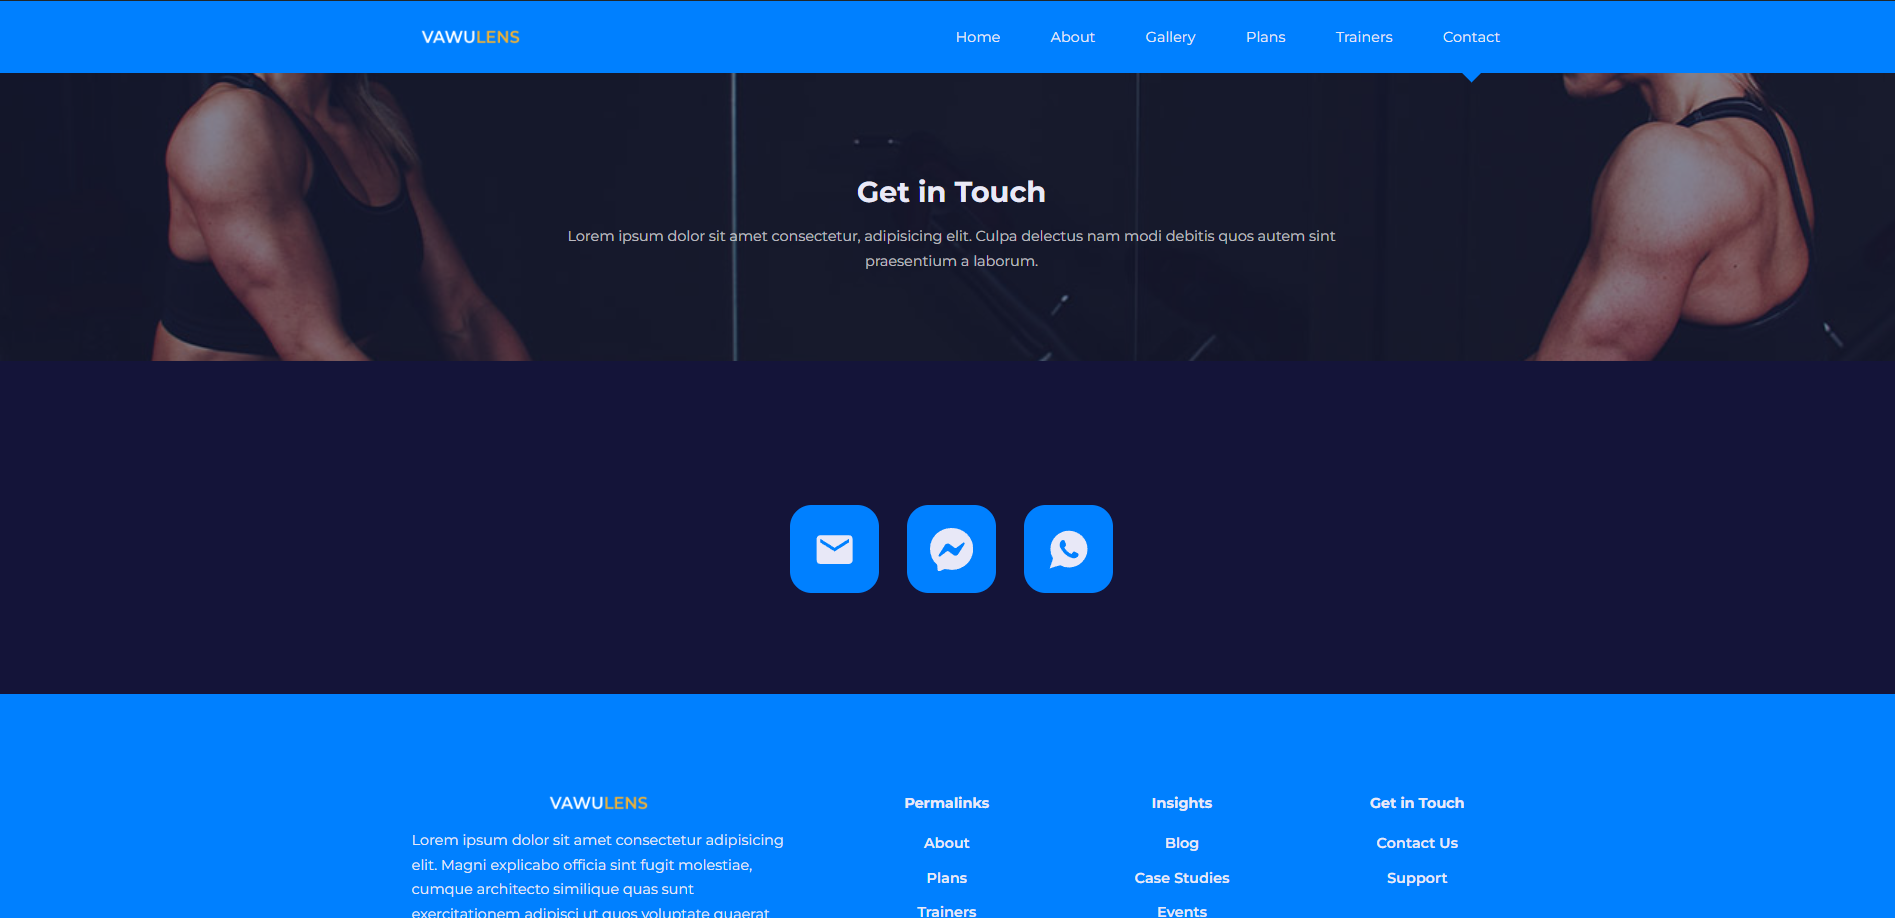 VAWULENS
Home About Gallery Plans Trainers Contact
Get in Touch
Lorem ipsum dolor sit amet consectetur, adipisicing elit. Culpa delectus nam modi debitis quos autem sint
praesentium a laborum.
VAWULENS
Lorem ipsum dolor sit amet consectetur adipisicing
elit. Magni explicabo officia sint fugit molestiae,
cumque architecto similique quas sunt
exercitationem adipisci ut quos voluptate quaerat
Permalinks
About
Plans
Trainers
Insights
Blog
Case Studies
Events
Get in Touch
Contact Us
Support